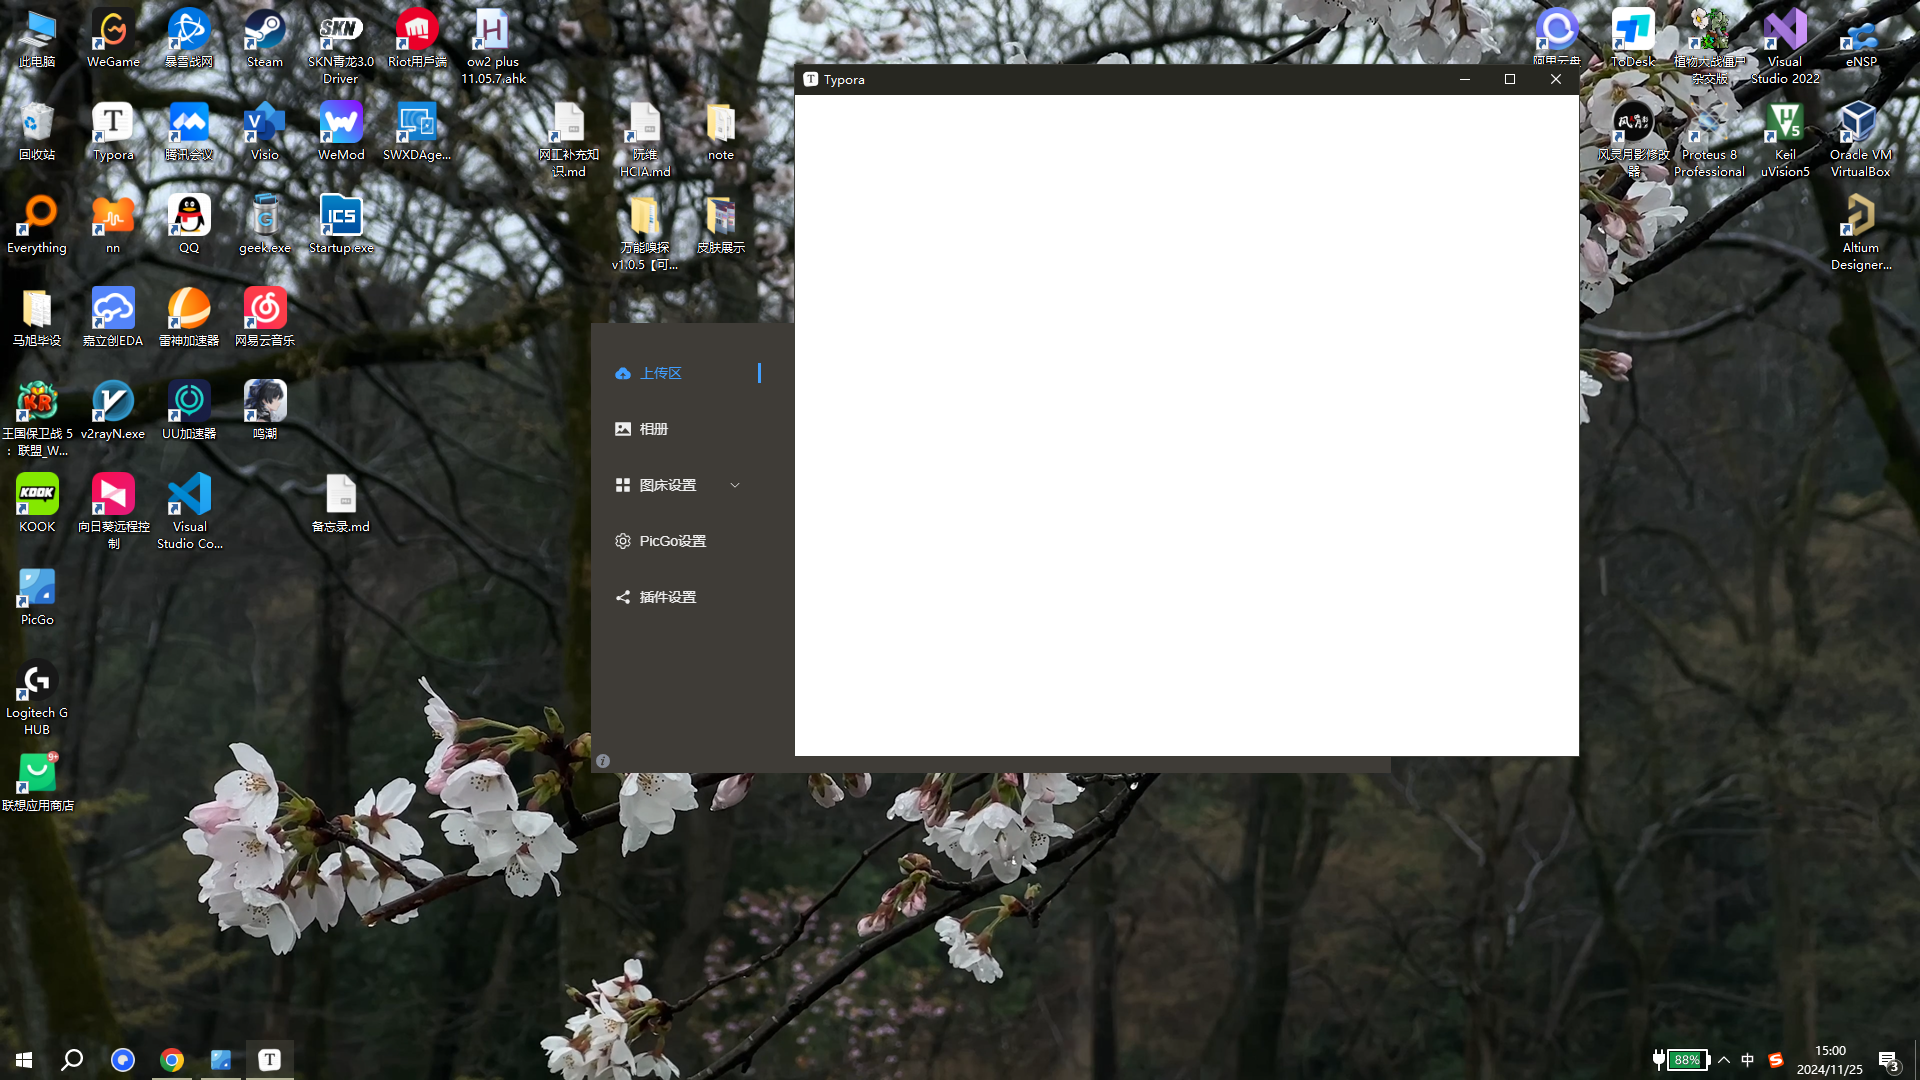 此电脑
WeGame
暴雪战网
Steam
SKN青龙3.0
Driver
Riot用戶端
ow2 plus
11.05.7.ahk
回收站
Typora
腾讯会议
Visio
WeMod
SWXDAge...
网工补充知
识.md
阮维
HCIA.md
note
Everything
nn
QQ
geek.exe
Startup.exe
万能嗅探
v1.0.5【可...
皮肤展示
马旭毕设
嘉立创EDA
雷神加速器
网易云音乐
王国保卫战 5
：联盟_W...
v2rayN.exe
UU加速器
鸣潮
KOOK
向日葵远程控
制
Visual
Studio Co...
备忘录.md
PicGo
Logitech G
HUB
联想应用商店
上传区
相册
图床设置
PicGo设置
插件设置
Typora
阿里云盘
ToDesk
植物大战僵尸
杂交版
Visual
Studio 2022
eNSP
风灵月影修改
器
Proteus 8
Professional
Keil
uVision5
Oracle VM
VirtualBox
Altium
Designer...
88%
中
15:00
2024/11/25
3